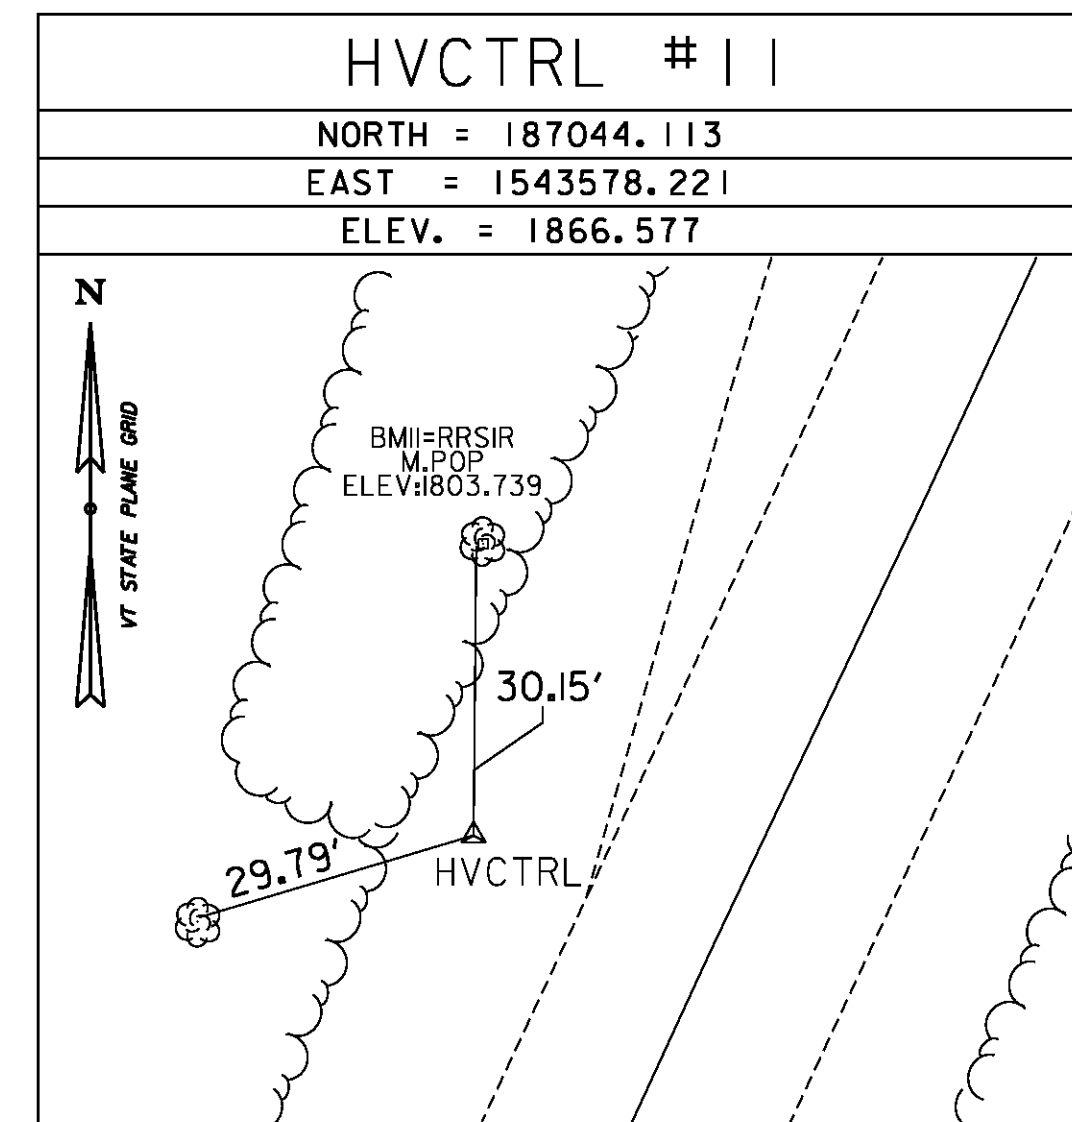 HVCTRL #11
NORTH = 187044.113
EAST = 1543578.221
ELEV. = 1866.577
N
VT STATE PLANE GRID
BM11=RRSIR
M.POP
ELEV:1803.739
30.15'
29.79'
HVCTRL